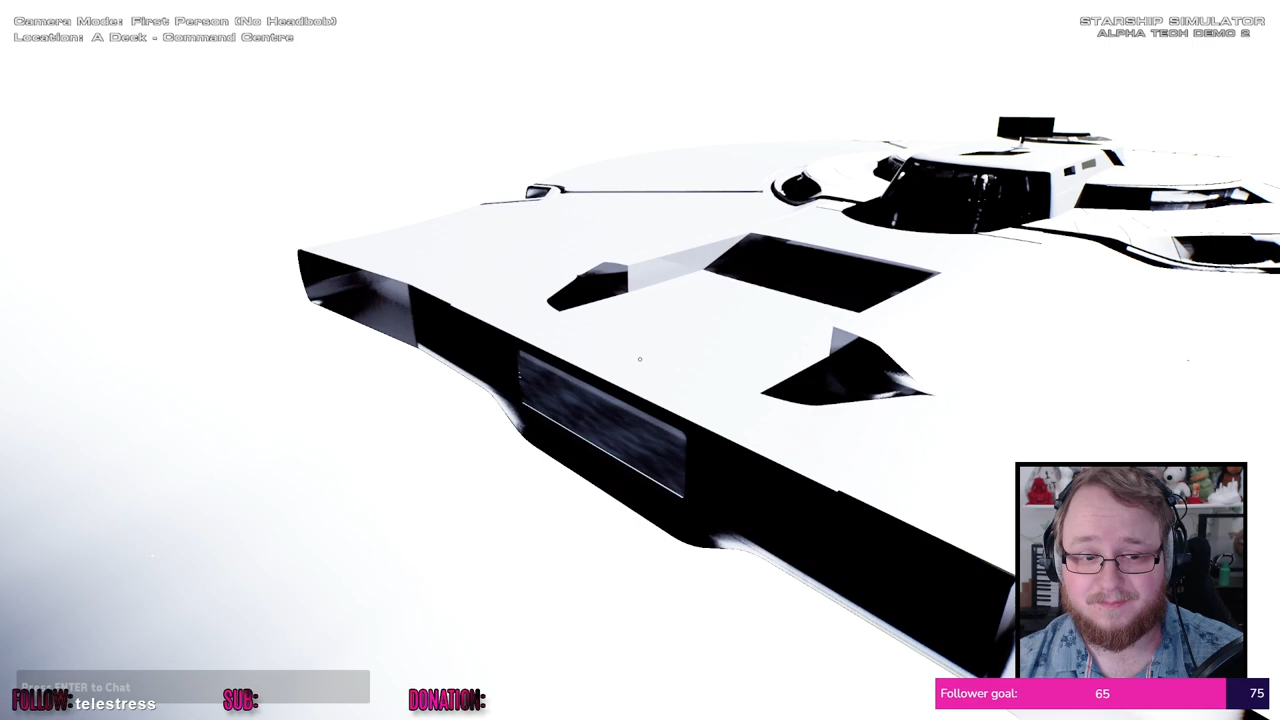 Camera Mode: First Person (No Headbob)
Location: A Deck - Command Centre
STARSHIP SIMULATOR
ALPHA TECH DEMO 2
Press ENTER to Chat
FOLLOW: telestress
SUB:
DONATION:
Follower goal: 65 75